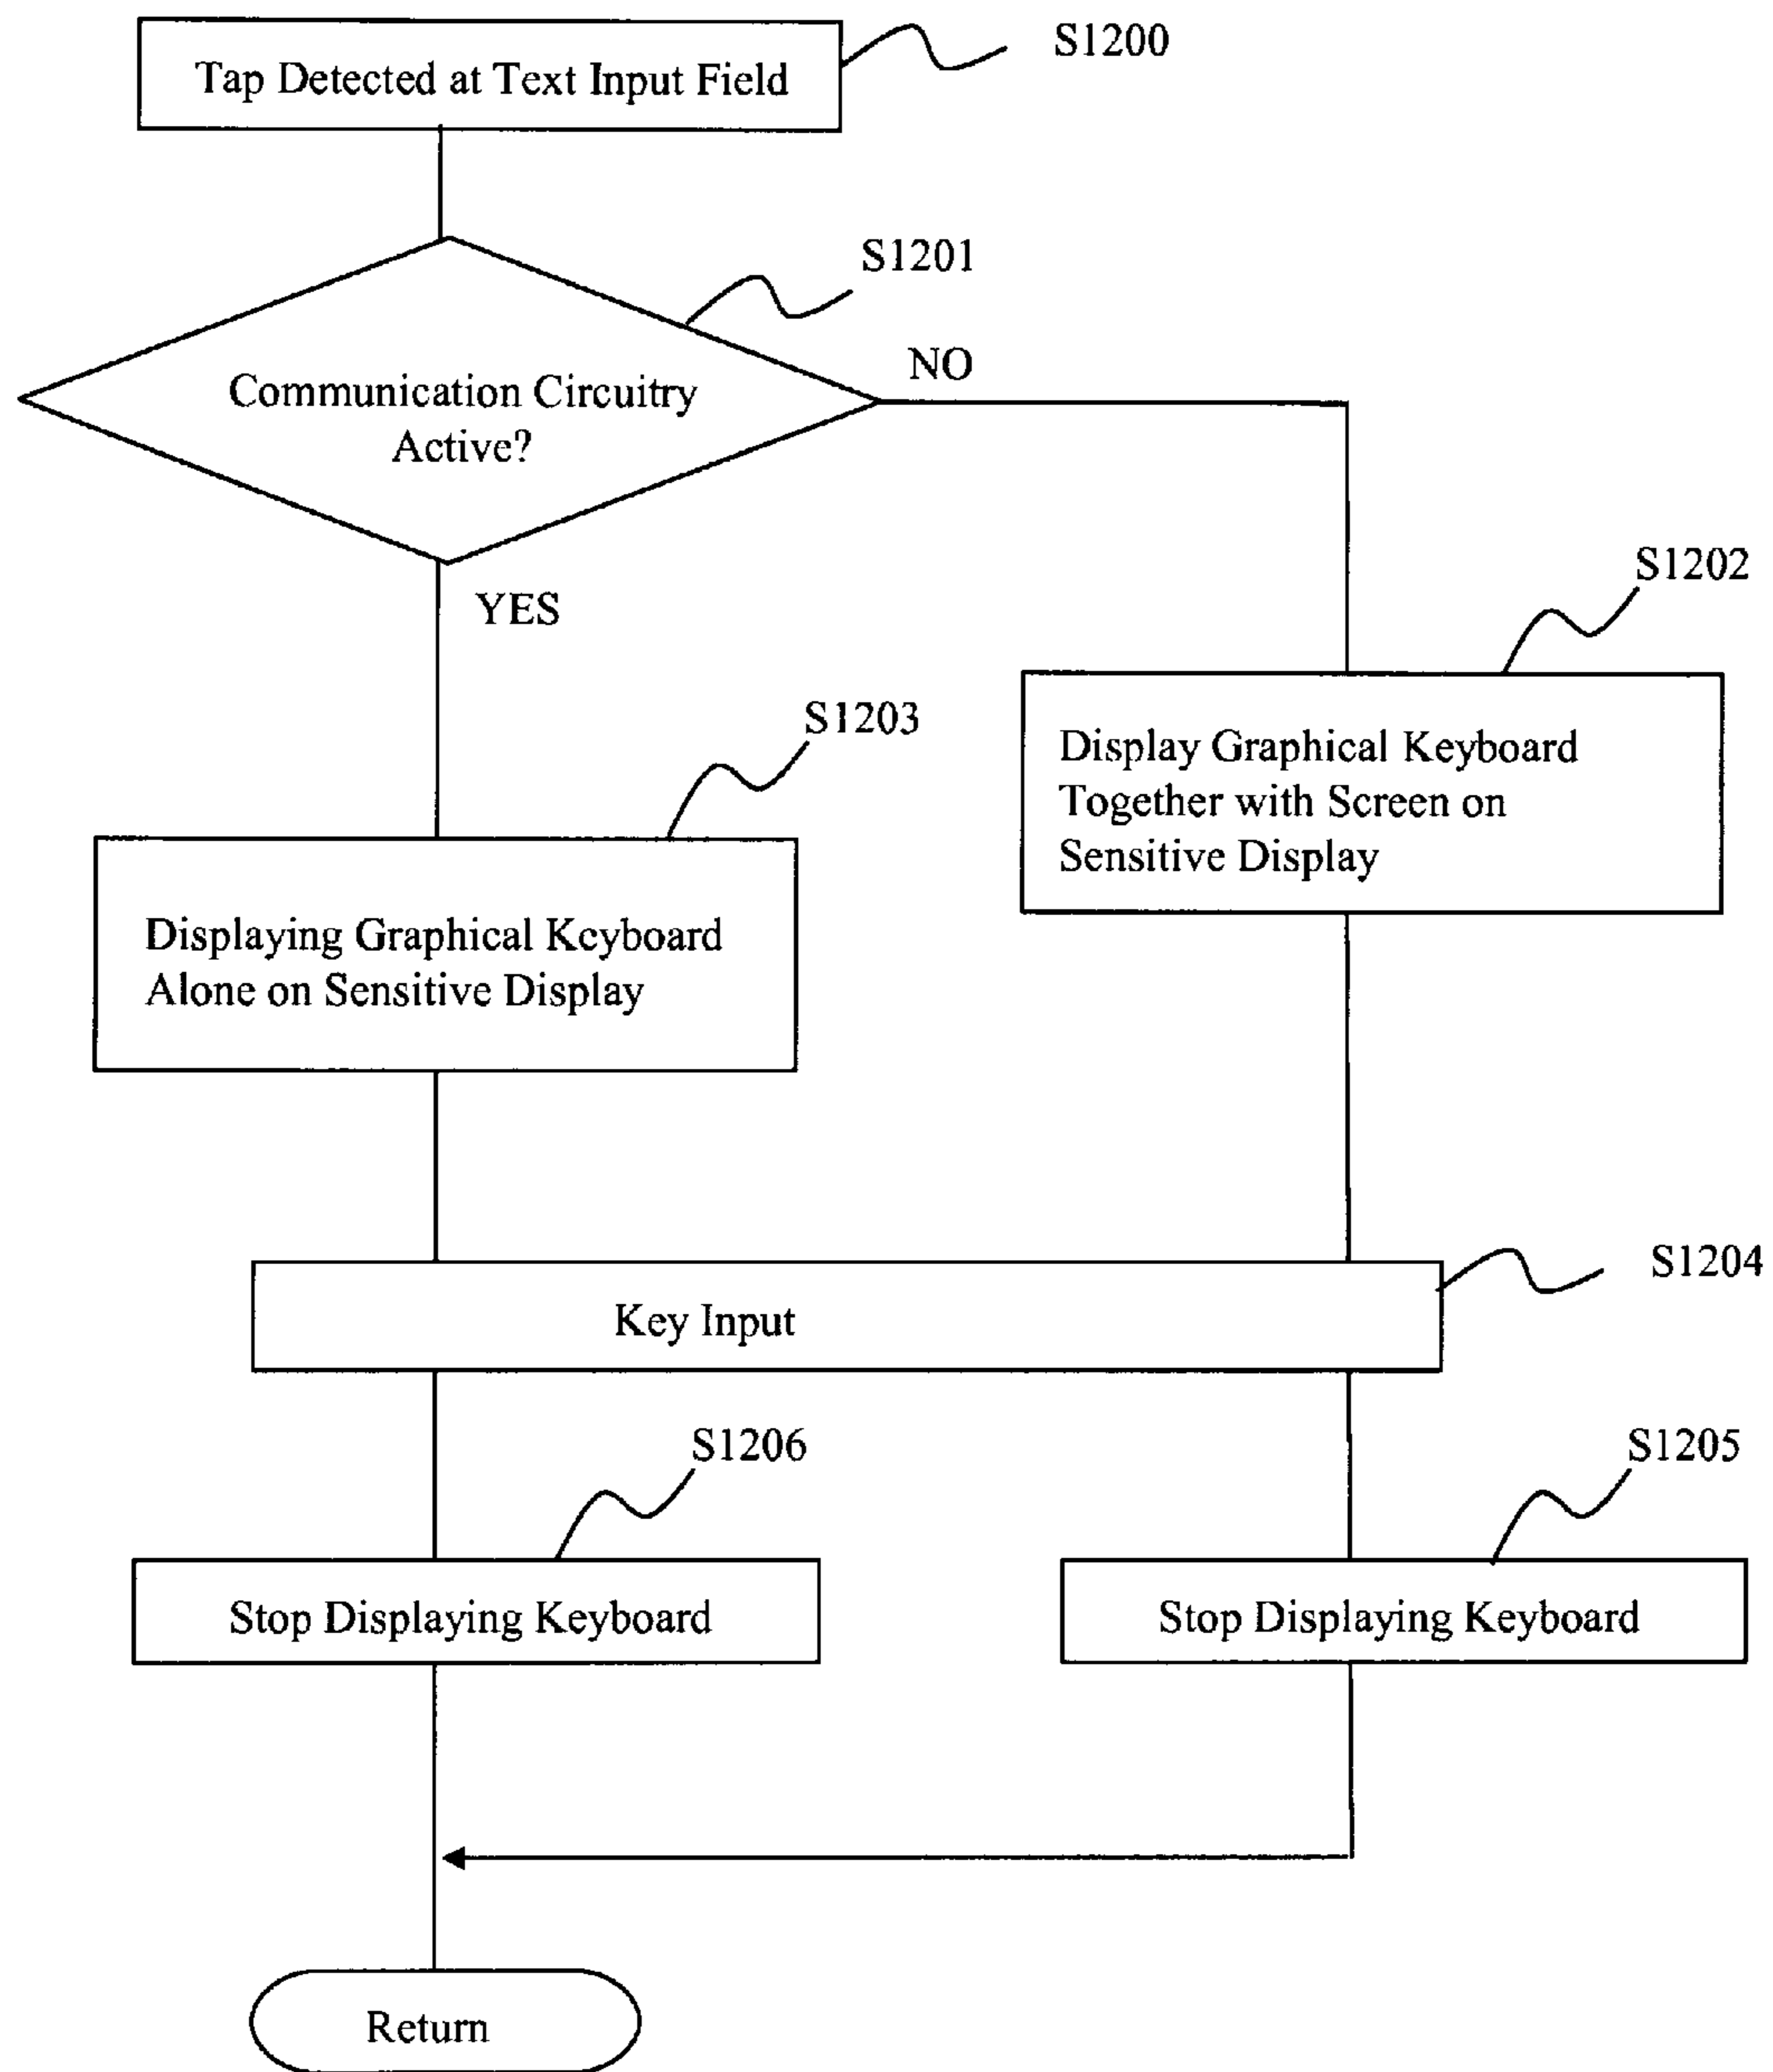 S1200
Tap Detected at Text Input Field
S1201
NO
Communication Circuitry
Active?
YES
S1202
S1203
Display Graphical Keyboard
Together with Screen on
Sensitive Display
Displaying Graphical Keyboard
Alone on Sensitive Display
S1204
Key Input
S1206
S1205
Stop Displaying Keyboard
Stop Displaying Keyboard
Return